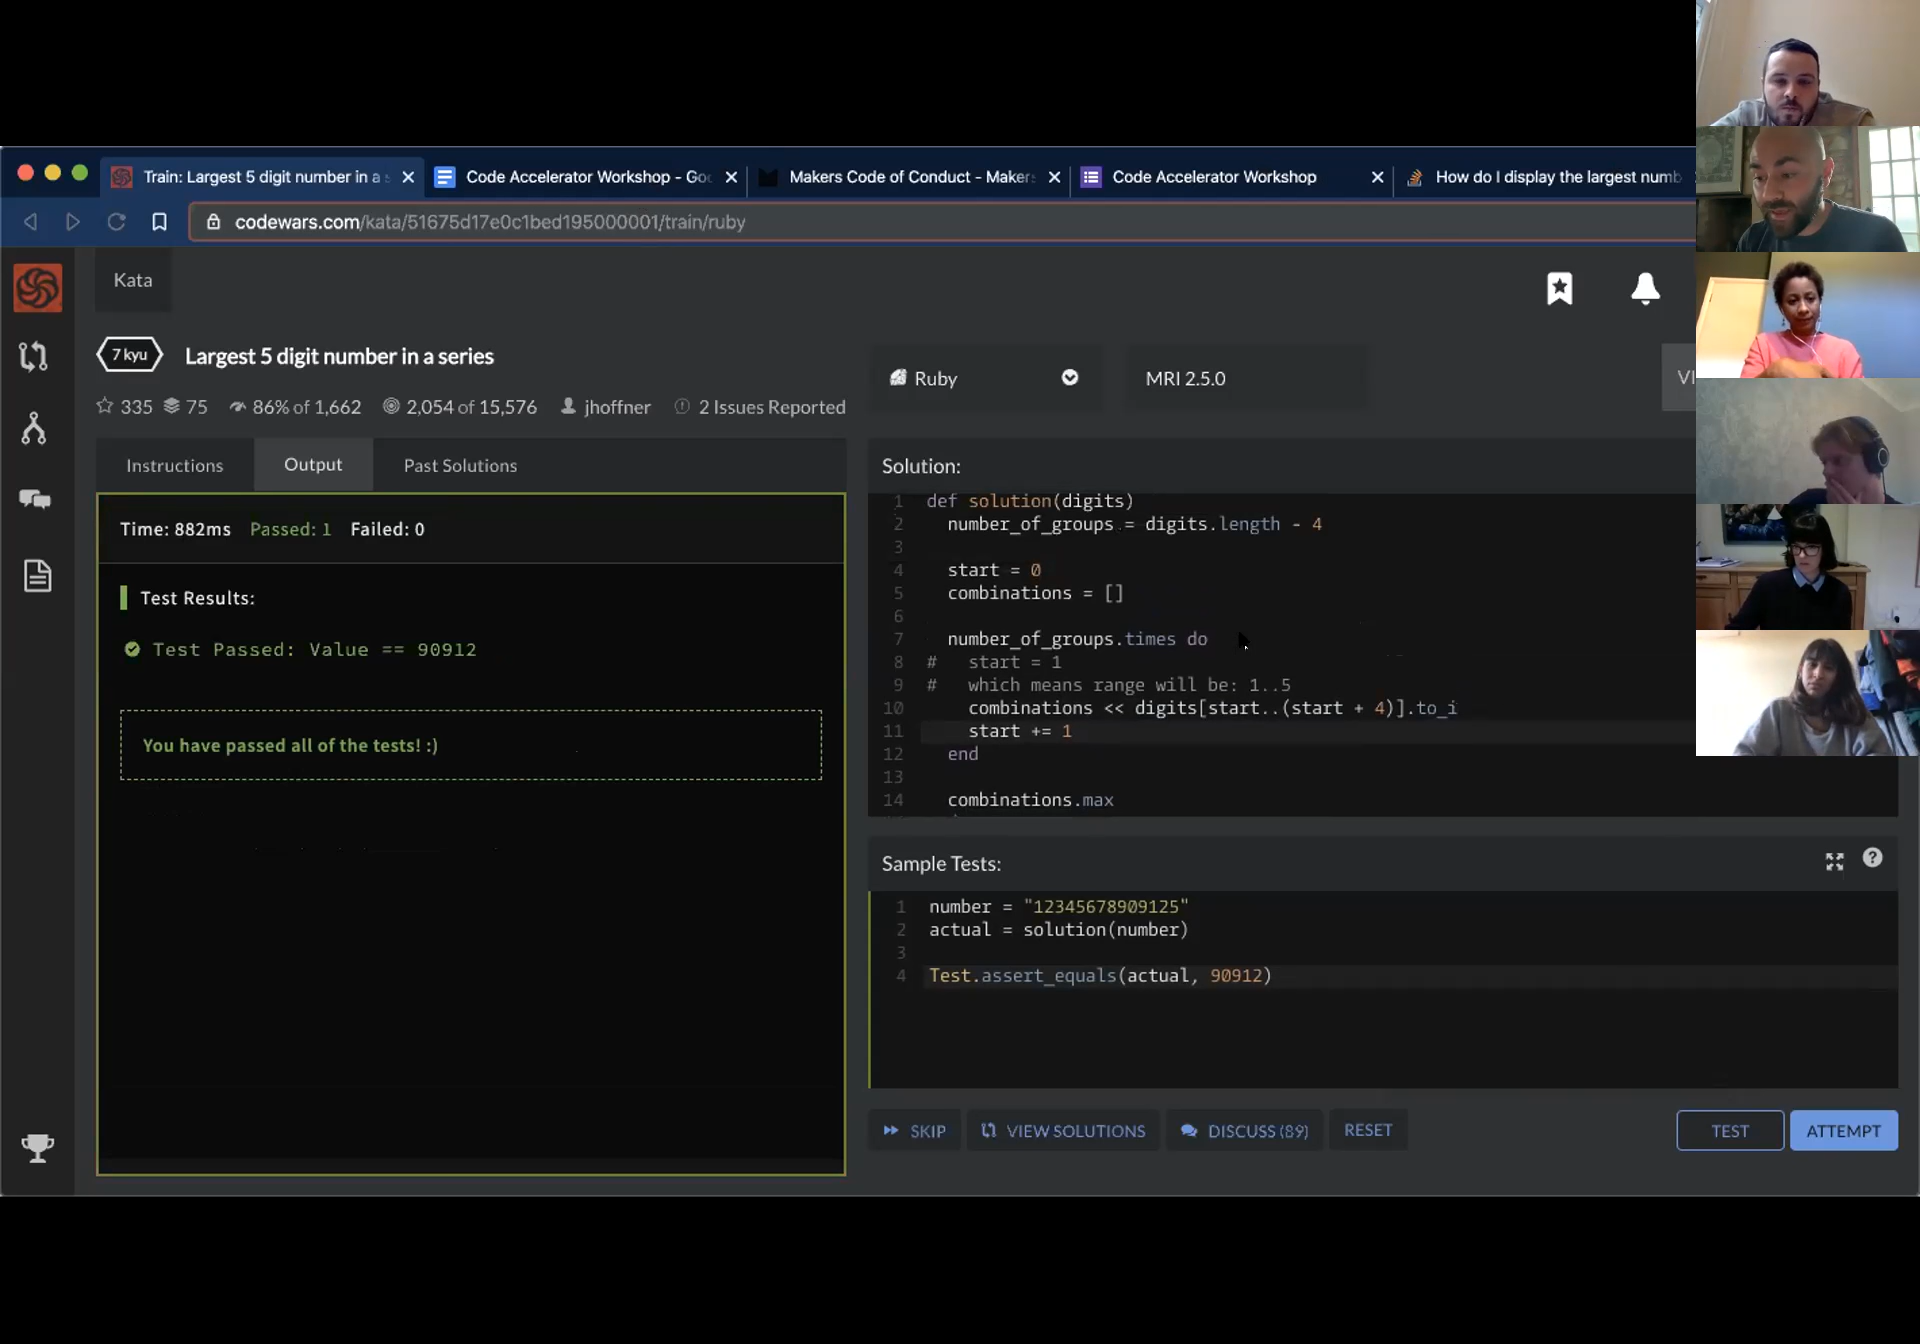 Train: Largest 5 digit number in a s
Code Accelerator Workshop - Goo
Makers Code of Conduct - Makers
Code Accelerator Workshop
How do I display the largest numb
codewars.com/kata/51675d17e0c1bed195000001/train/ruby
Kata
7 kyu
Largest 5 digit number in a series
335 75 86% of 1,662 2,054 of 15,576 jhoffner 2 Issues Reported
Ruby
MRI 2.5.0
VI
Instructions
Output
Past Solutions
Time: 882ms Passed: 1 Failed: 0
Test Results:
Test Passed: Value == 90912
You have passed all of the tests! :)
Solution:
1 def solution(digits)
2 number_of_groups = digits.length - 4
3
4 start = 0
5 combinations = []
6
7 number_of_groups.times do
8 # start = 1
9 # which means range will be: 1..5
10 combinations << digits[start..(start + 4)].to_i
11 start += 1
12 end
13
14 combinations.max
Sample Tests:
1 number = "12345678909125"
2 actual = solution(number)
3
4 Test.assert_equals(actual, 90912)
SKIP
VIEW SOLUTIONS
DISCUSS (89)
RESET
TEST
ATTEMPT